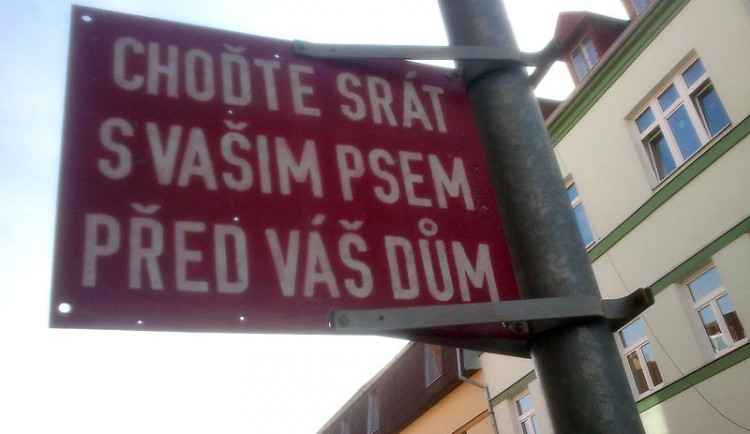 CHOĎTE SRÁT
S VAŠIM PSEM
PŘED VÁŠ DŮM